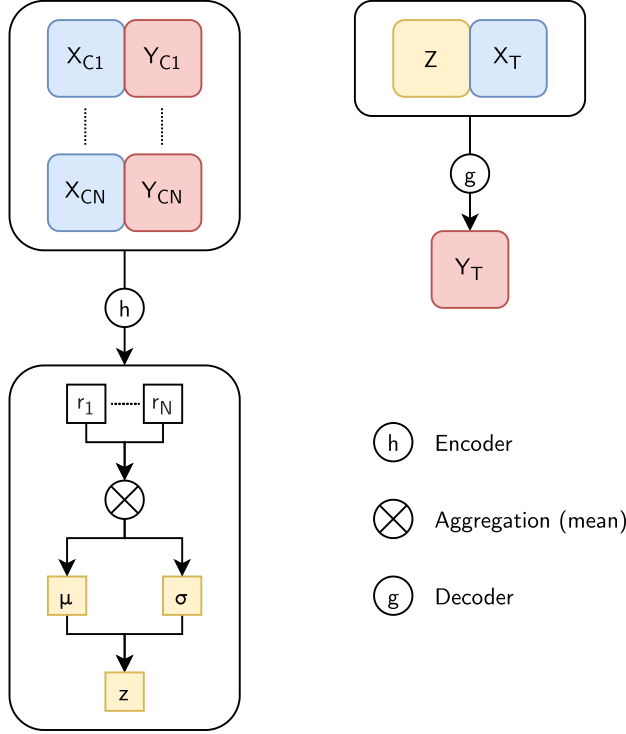 X_C1 Y_C1
X_CN Y_CN
h
r_1 r_N
μ σ
z
Z X_T
g
Y_T
h Encoder
Aggregation (mean)
g Decoder